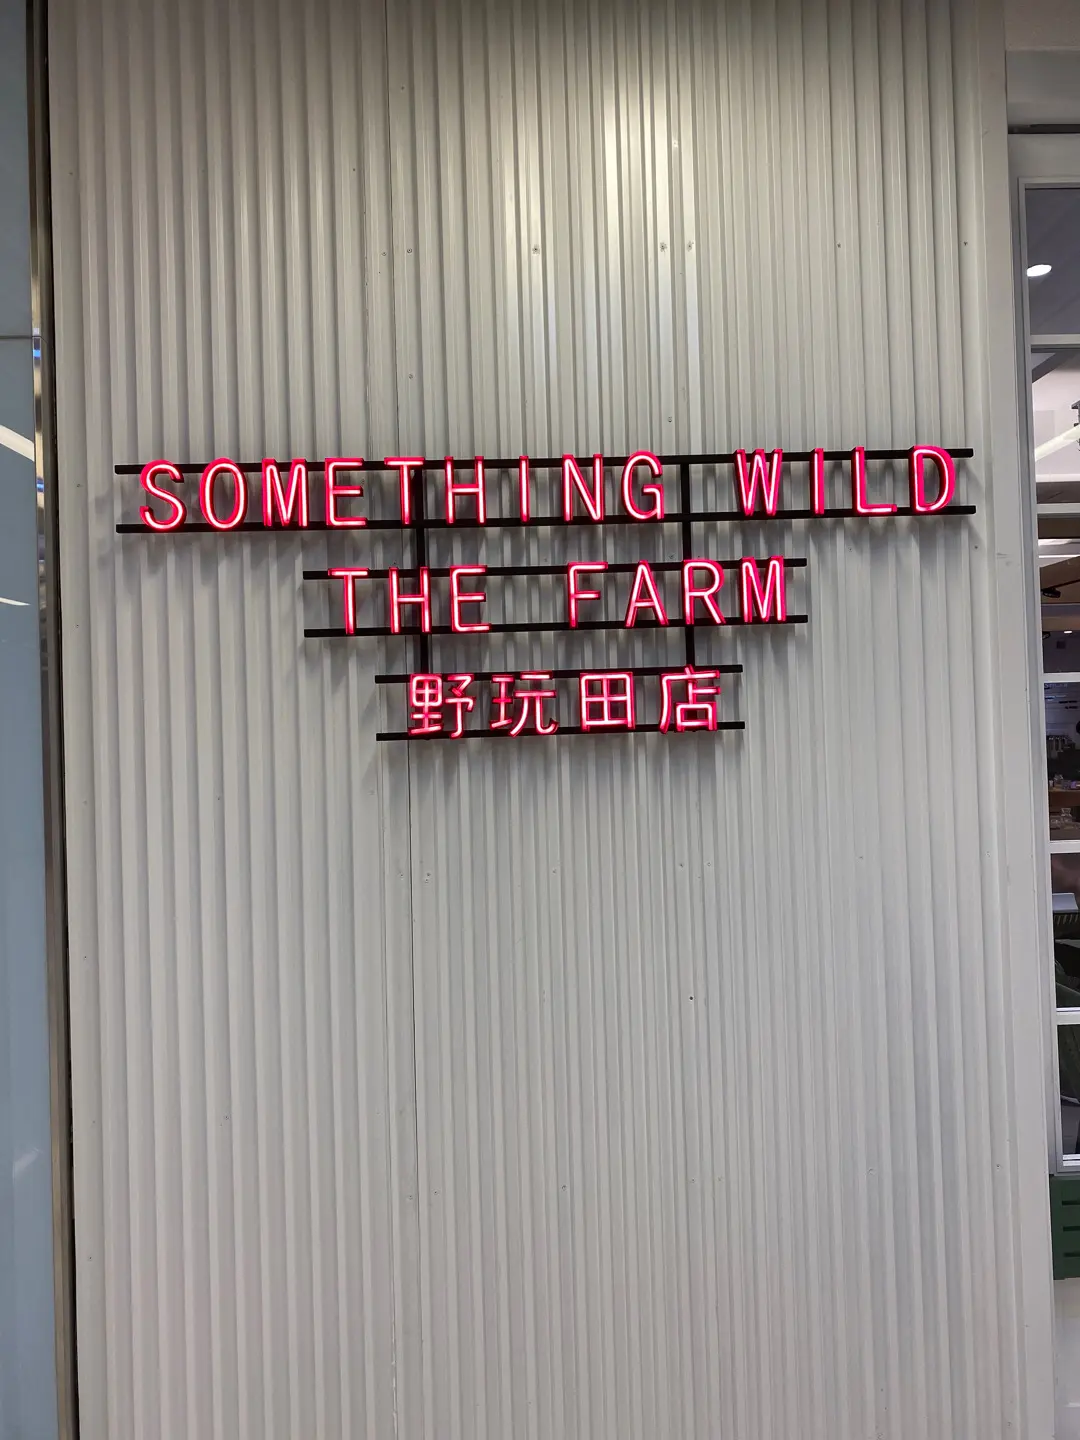 SOMETHING WILD
THE FARM
野玩田店